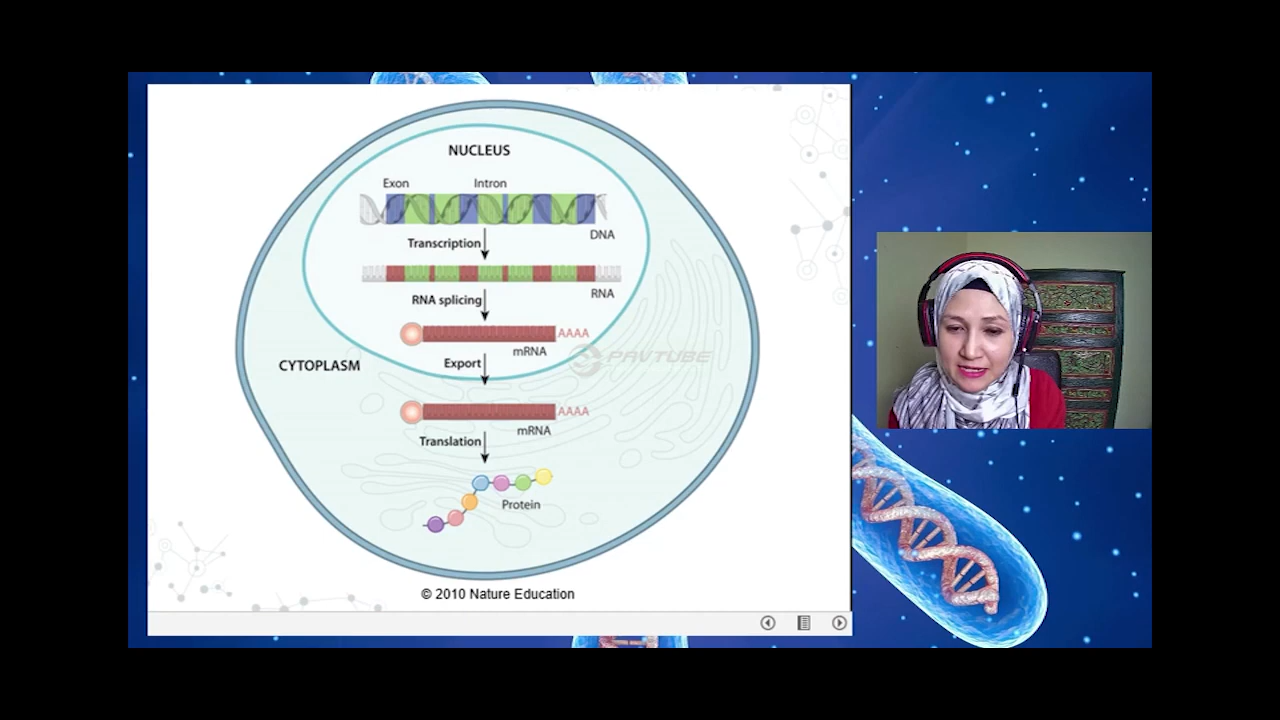 NUCLEUS
Exon Intron
DNA
Transcription
RNA
RNA splicing
AAAA
mRNA
PAVTUBE
Export
CYTOPLASM
AAAA
mRNA
Translation
Protein
© 2010 Nature Education